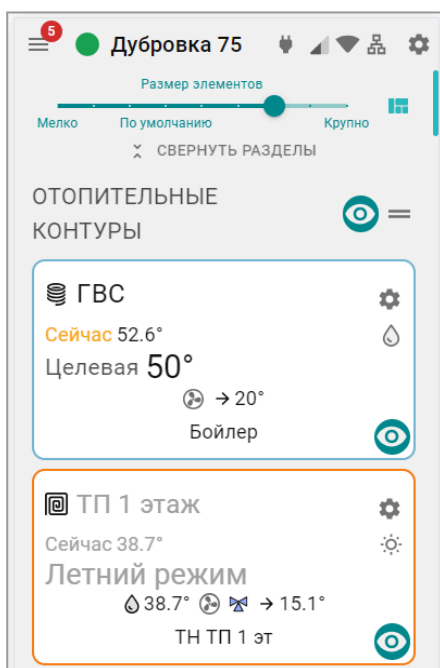 5
Дубровка 75
Размер элементов
Мелко По умолчанию Крупно
СВЕРНУТЬ РАЗДЕЛЫ
ОТОПИТЕЛЬНЫЕ
КОНТУРЫ
ГВС
Сейчас 52.6°
Целевая 50°
→ 20°
Бойлер
ТП 1 этаж
Сейчас 38.7°
Летний режим
38.7° → 15.1°
ТН ТП 1 эт